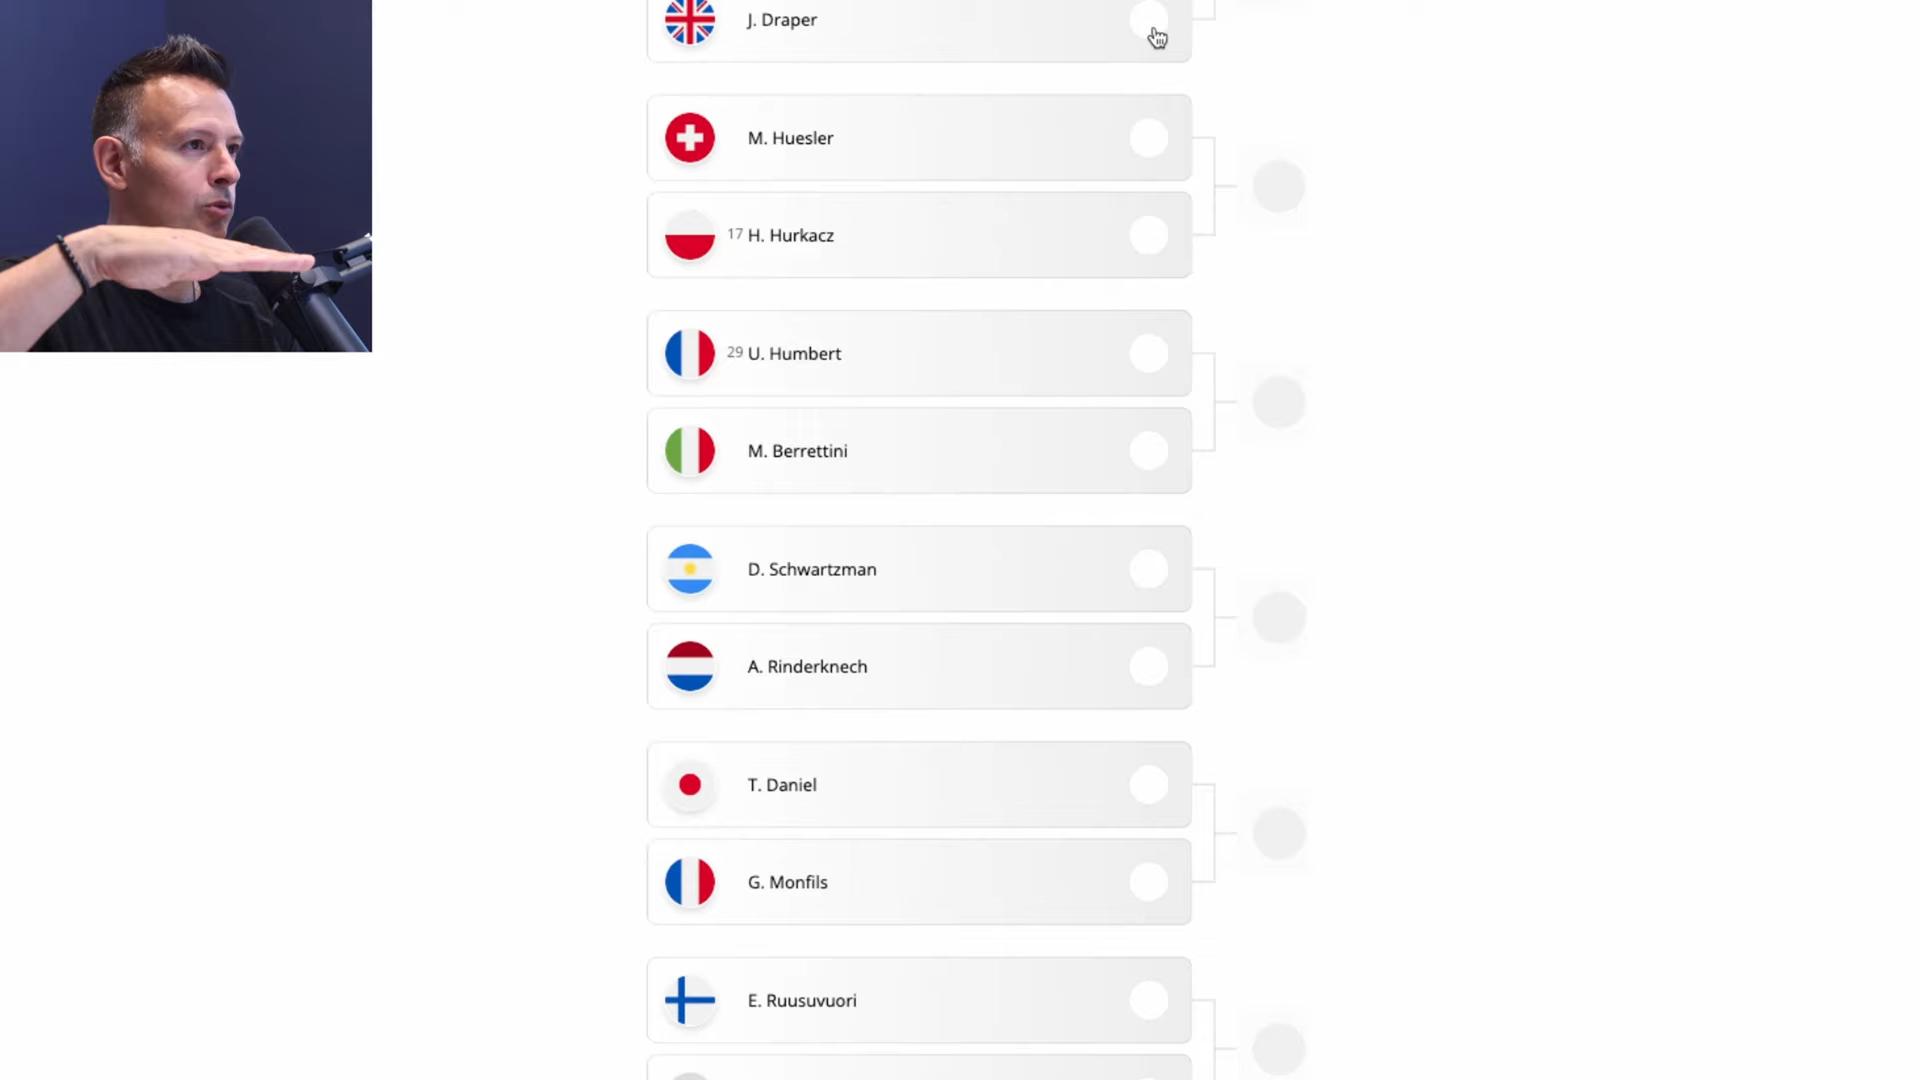 J. Draper
M. Huesler
17 H. Hurkacz
29 U. Humbert
M. Berrettini
D. Schwartzman
A. Rinderknech
T. Daniel
G. Monfils
E. Ruusuvuori